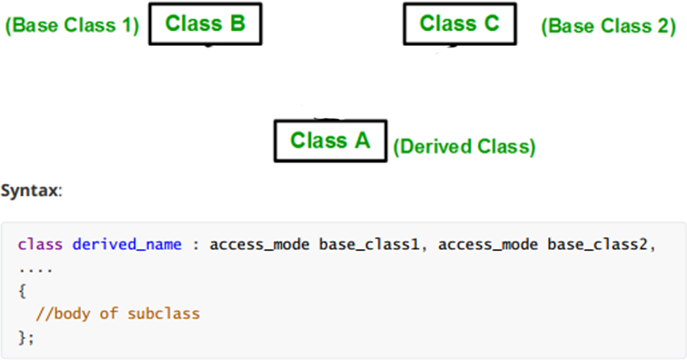 (Base Class 1) Class B Class C (Base Class 2)
Class A (Derived Class)
Syntax:
class derived_name : access_mode base_class1, access_mode base_class2,
....
{
//body of subclass
};